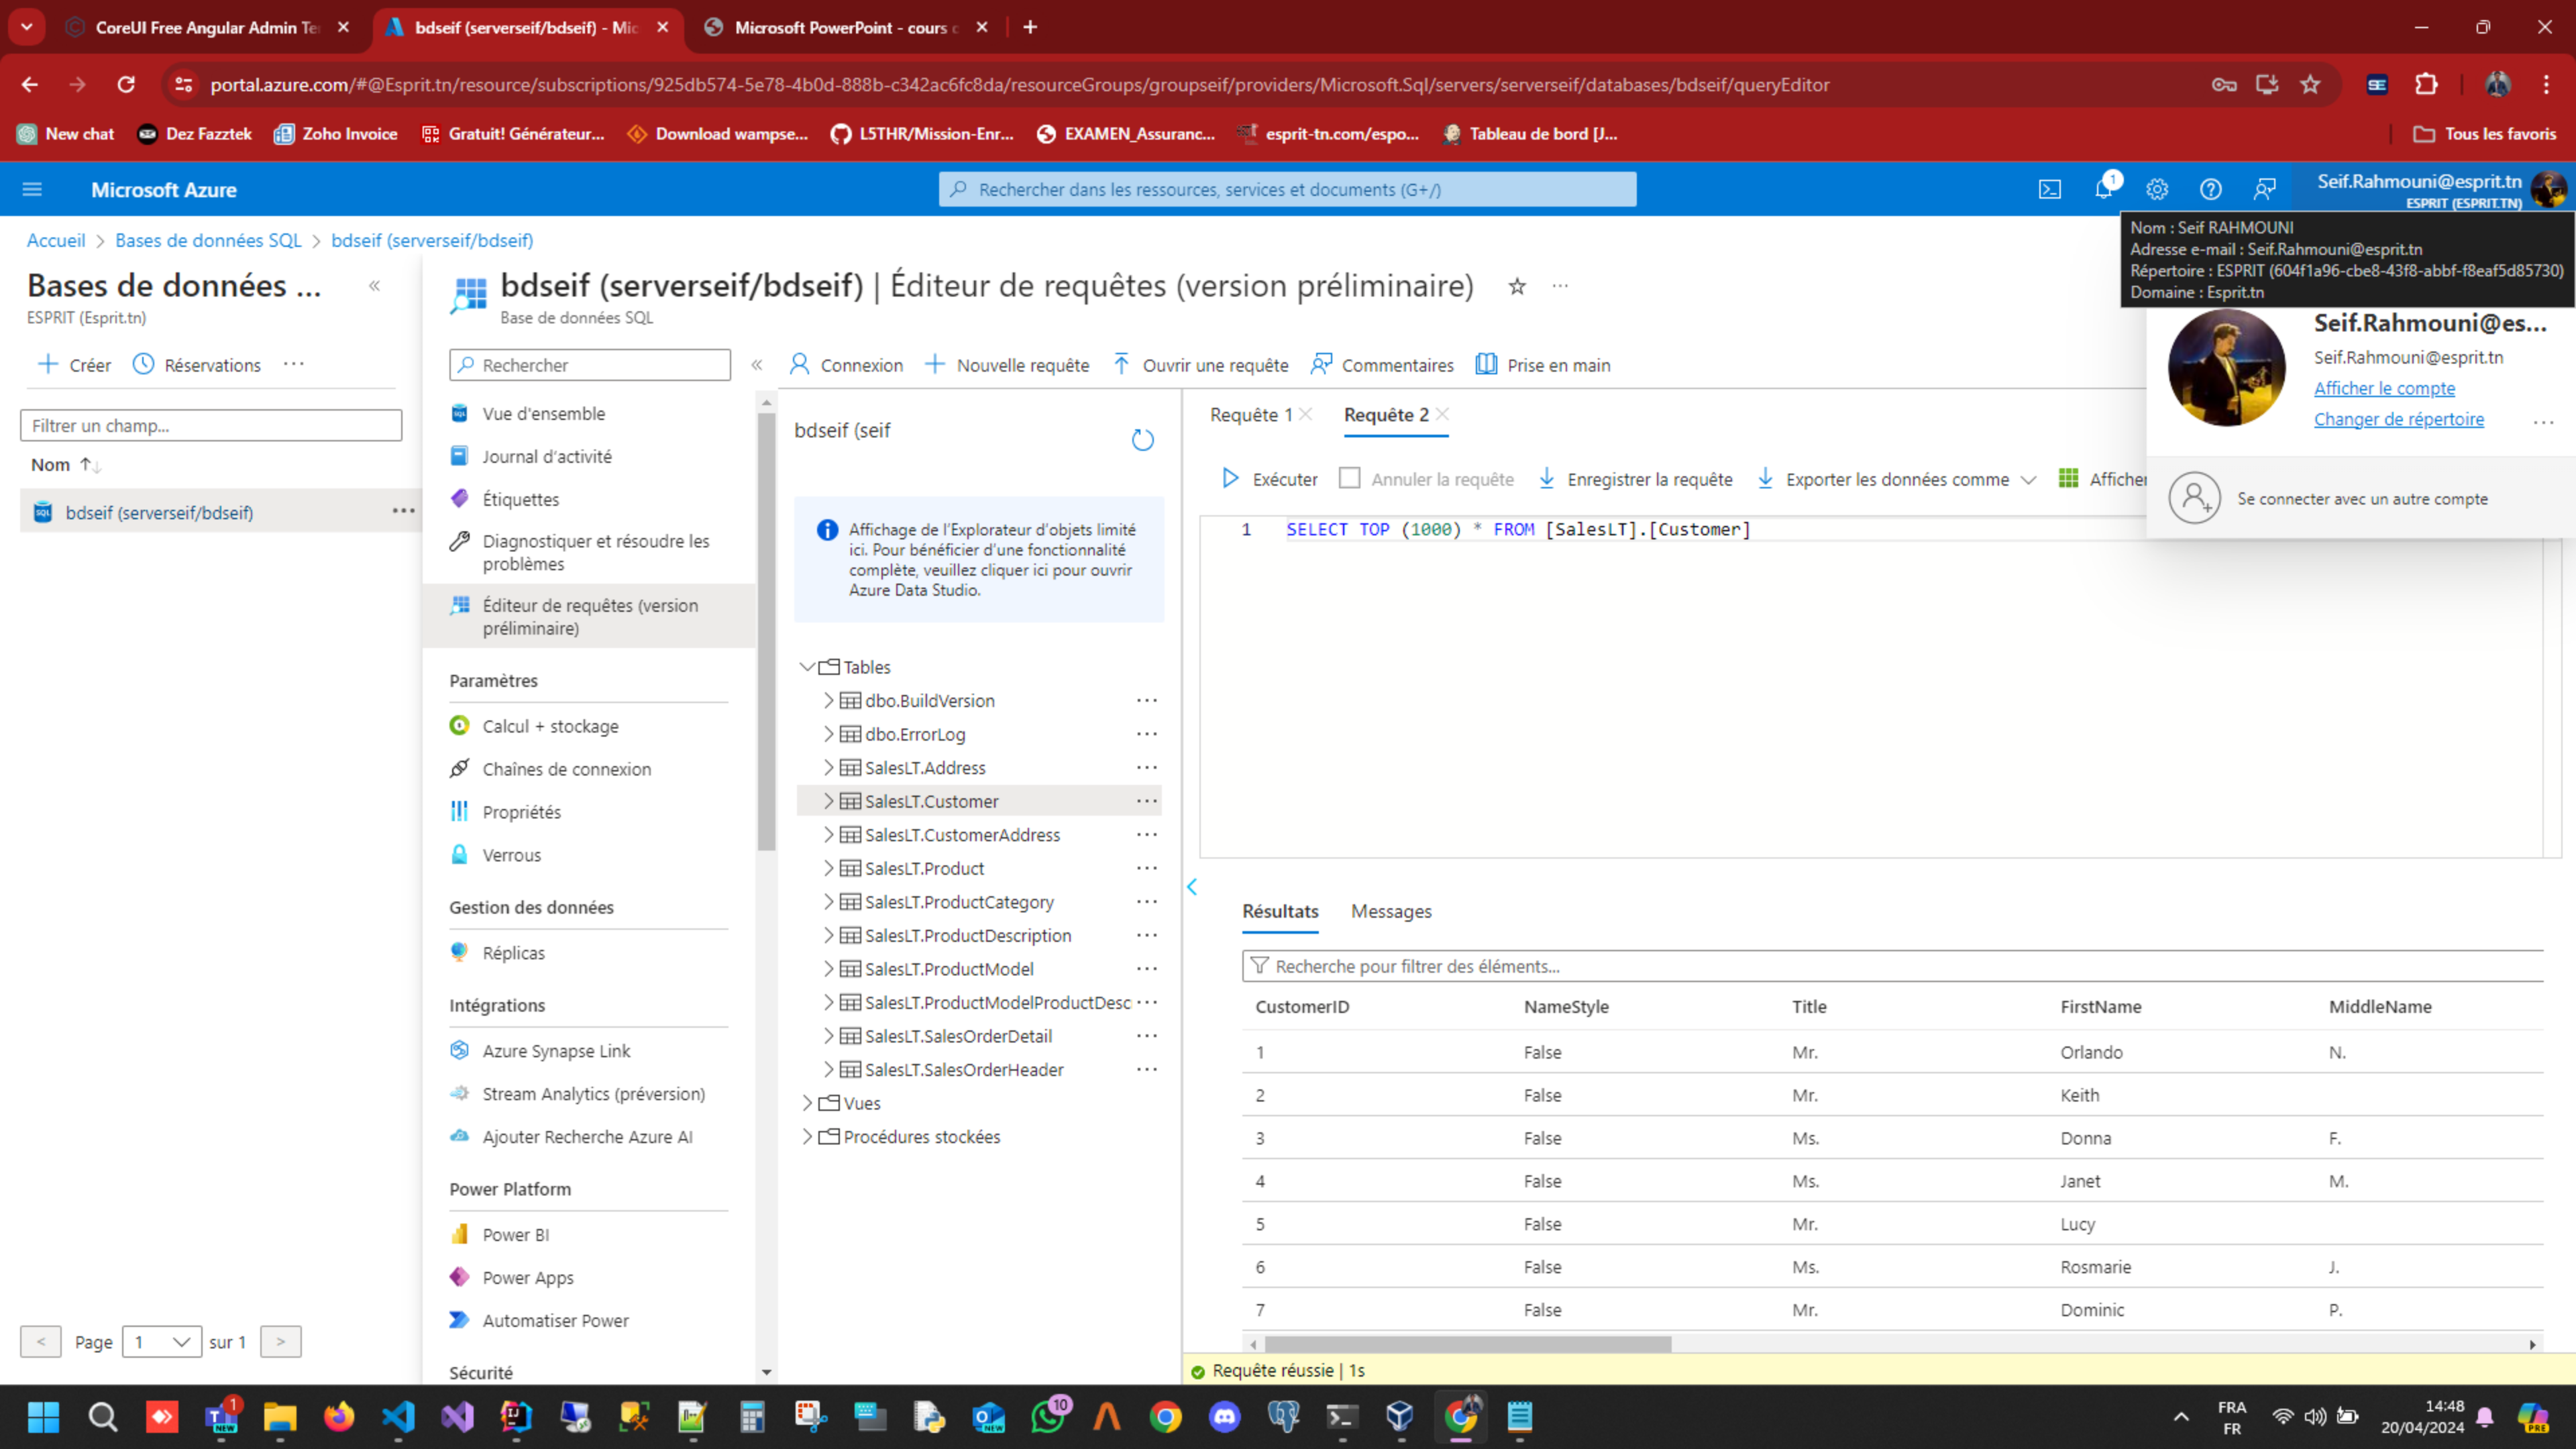 CoreUI Free Angular Admin Te
bdseif (serverseif/bdseif) - Mic
Microsoft PowerPoint - cours c
portal.azure.com/#@Esprit.tn/resource/subscriptions/925db574-5e78-4b0d-888b-c342ac6fc8da/resourceGroups/groupseif/providers/Microsoft.Sql/servers/serverseif/databases/bdseif/queryEditor
New chat
Dez Fazztek
Zoho Invoice
Gratuit! Générateur...
Download wampse...
L5THR/Mission-Enr...
EXAMEN_Assuranc...
esprit-tn.com/espo...
Tableau de bord [J...
Tous les favoris
Microsoft Azure
Rechercher dans les ressources, services et documents (G+/)
1
Seif.Rahmouni@esprit.tn
ESPRIT (ESPRIT.TN)
Nom : Seif RAHMOUNI
Adresse e-mail : Seif.Rahmouni@esprit.tn
Répertoire : ESPRIT (604f1a96-cbe8-43f8-abbf-f8eaf5d85730)
Domaine : Esprit.tn
Seif.Rahmouni@es...
Seif.Rahmouni@esprit.tn
Afficher le compte
Changer de répertoire
Se connecter avec un autre compte
Accueil > Bases de données SQL > bdseif (serverseif/bdseif)
Bases de données ...
ESPRIT (Esprit.tn)
Créer
Réservations
Filtrer un champ...
Nom
bdseif (serverseif/bdseif)
Page 1 sur 1
bdseif (serverseif/bdseif) | Éditeur de requêtes (version préliminaire)
Base de données SQL
Rechercher
Vue d'ensemble
Journal d'activité
Étiquettes
Diagnostiquer et résoudre les
problèmes
Éditeur de requêtes (version
préliminaire)
Paramètres
Calcul + stockage
Chaînes de connexion
Propriétés
Verrous
Gestion des données
Réplicas
Intégrations
Azure Synapse Link
Stream Analytics (préversion)
Ajouter Recherche Azure AI
Power Platform
Power BI
Power Apps
Automatiser Power
Sécurité
Connexion
Nouvelle requête
Ouvrir une requête
Commentaires
Prise en main
bdseif (seif
Affichage de l'Explorateur d'objets limité
ici. Pour bénéficier d'une fonctionnalité
complète, veuillez cliquer ici pour ouvrir
Azure Data Studio.
Tables
dbo.BuildVersion
dbo.ErrorLog
SalesLT.Address
SalesLT.Customer
SalesLT.CustomerAddress
SalesLT.Product
SalesLT.ProductCategory
SalesLT.ProductDescription
SalesLT.ProductModel
SalesLT.ProductModelProductDesc
SalesLT.SalesOrderDetail
SalesLT.SalesOrderHeader
Vues
Procédures stockées
Requête 1
Requête 2
Exécuter
Annuler la requête
Enregistrer la requête
Exporter les données comme
Afficher
1 SELECT TOP (1000) * FROM [SalesLT].[Customer]
Résultats
Messages
Recherche pour filtrer des éléments...
CustomerID NameStyle Title FirstName MiddleName
1 False Mr. Orlando N.
2 False Mr. Keith
3 False Ms. Donna F.
4 False Ms. Janet M.
5 False Mr. Lucy
6 False Ms. Rosmarie J.
7 False Mr. Dominic P.
Requête réussie | 1s
1
NEW
NEW
10
FRA
FR
14:48
20/04/2024
PRE